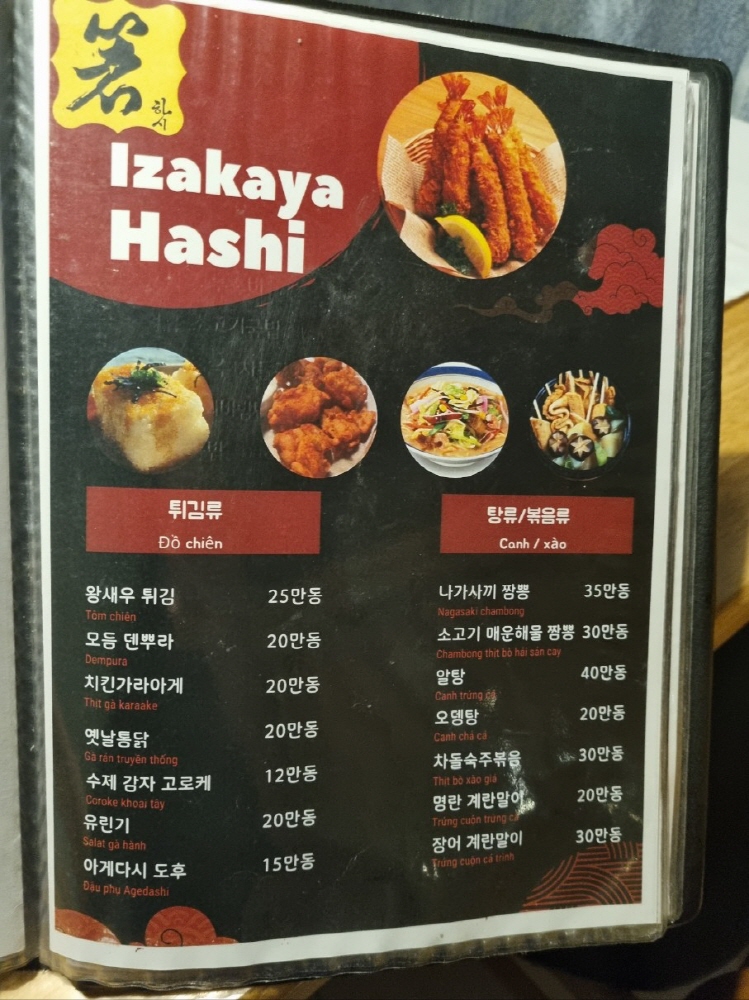 箸
하시
Izakaya
Hashi
튀김류
Đồ chiên
왕새우 튀김 25만동
Tôm chiên
모듬 덴뿌라 20만동
Dempura
치킨가라아게 20만동
Thịt gà karaake
옛날통닭 20만동
Gà rán truyền thống
수제 감자 고로케 12만동
Coroke khoai tây
유린기 20만동
Salat gà hành
아게다시 도후 15만동
Đậu phụ Agedashi
탕류/볶음류
Canh / xào
나가사끼 짬뽕 35만동
Nagasaki chambong
소고기 매운해물 짬뽕 30만동
Chambong thịt bò hải sản cay
알탕 40만동
Canh trứng cá
오뎅탕 20만동
Canh chả cá
차돌숙주볶음 30만동
Thịt bò xào giá
명란 계란말이 20만동
Trứng cuộn trứng cá
장어 계란말이 30만동
Trứng cuộn cá trình